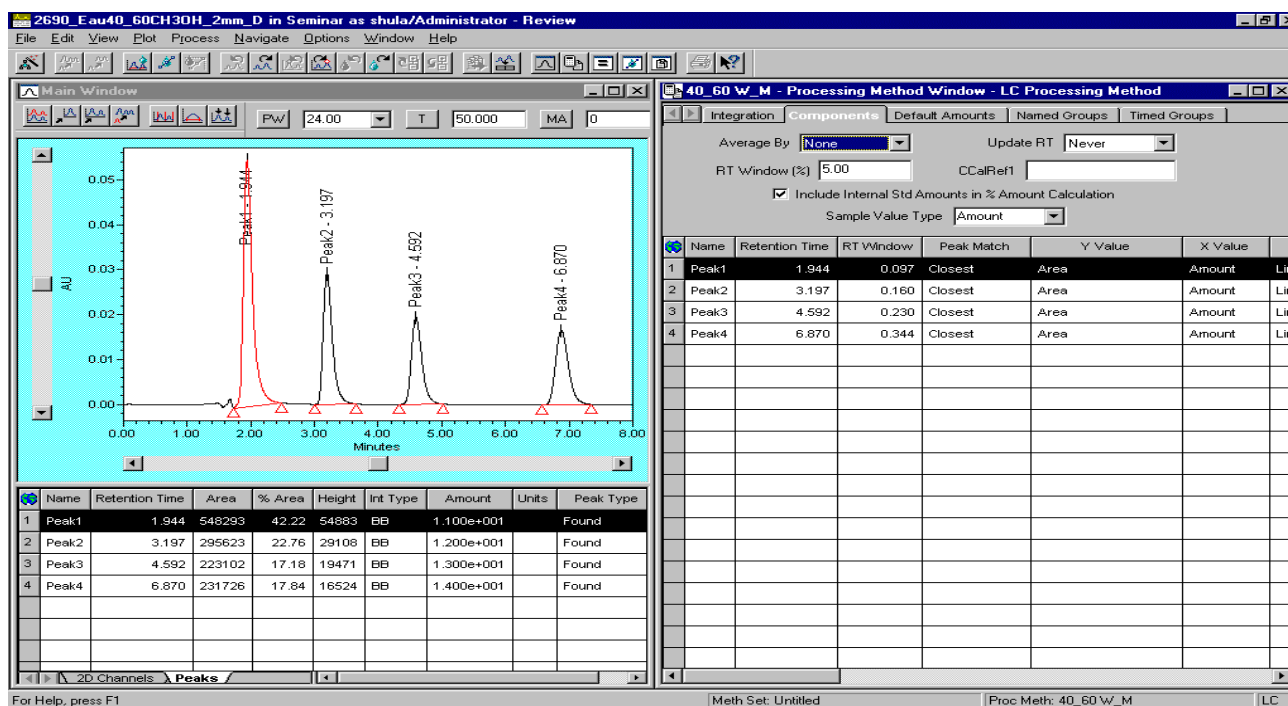 2690_Eau40_60CH3OH_2mm_D in Seminar as shula/Administrator - Review
File Edit View Plot Process Navigate Options Window Help
Main Window
PW 24.00 T 50.000 MA 0
0.05
0.04
0.03
0.02
0.01
0.00
AU
Peak1 - 1.944
Peak2 - 3.197
Peak3 - 4.592
Peak4 - 6.870
0.00 1.00 2.00 3.00 4.00 5.00 6.00 7.00 8.00
Minutes
Name Retention Time Area % Area Height Int Type Amount Units Peak Type
1 Peak1 1.944 548293 42.22 54883 BB 1.100e+001 Found
2 Peak2 3.197 295623 22.76 29108 BB 1.200e+001 Found
3 Peak3 4.592 223102 17.18 19471 BB 1.300e+001 Found
4 Peak4 6.870 231726 17.84 16524 BB 1.400e+001 Found
2D Channels Peaks
40_60 W_M - Processing Method Window - LC Processing Method
Integration Components Default Amounts Named Groups Timed Groups
Average By None Update RT Never
RT Window (%) 5.00 CCalRef1
Include Internal Std Amounts in % Amount Calculation
Sample Value Type Amount
Name Retention Time RT Window Peak Match Y Value X Value
1 Peak1 1.944 0.097 Closest Area Amount Li
2 Peak2 3.197 0.160 Closest Area Amount Li
3 Peak3 4.592 0.230 Closest Area Amount Li
4 Peak4 6.870 0.344 Closest Area Amount Li
For Help, press F1 Meth Set: Untitled Proc Meth: 40_60 W_M LC